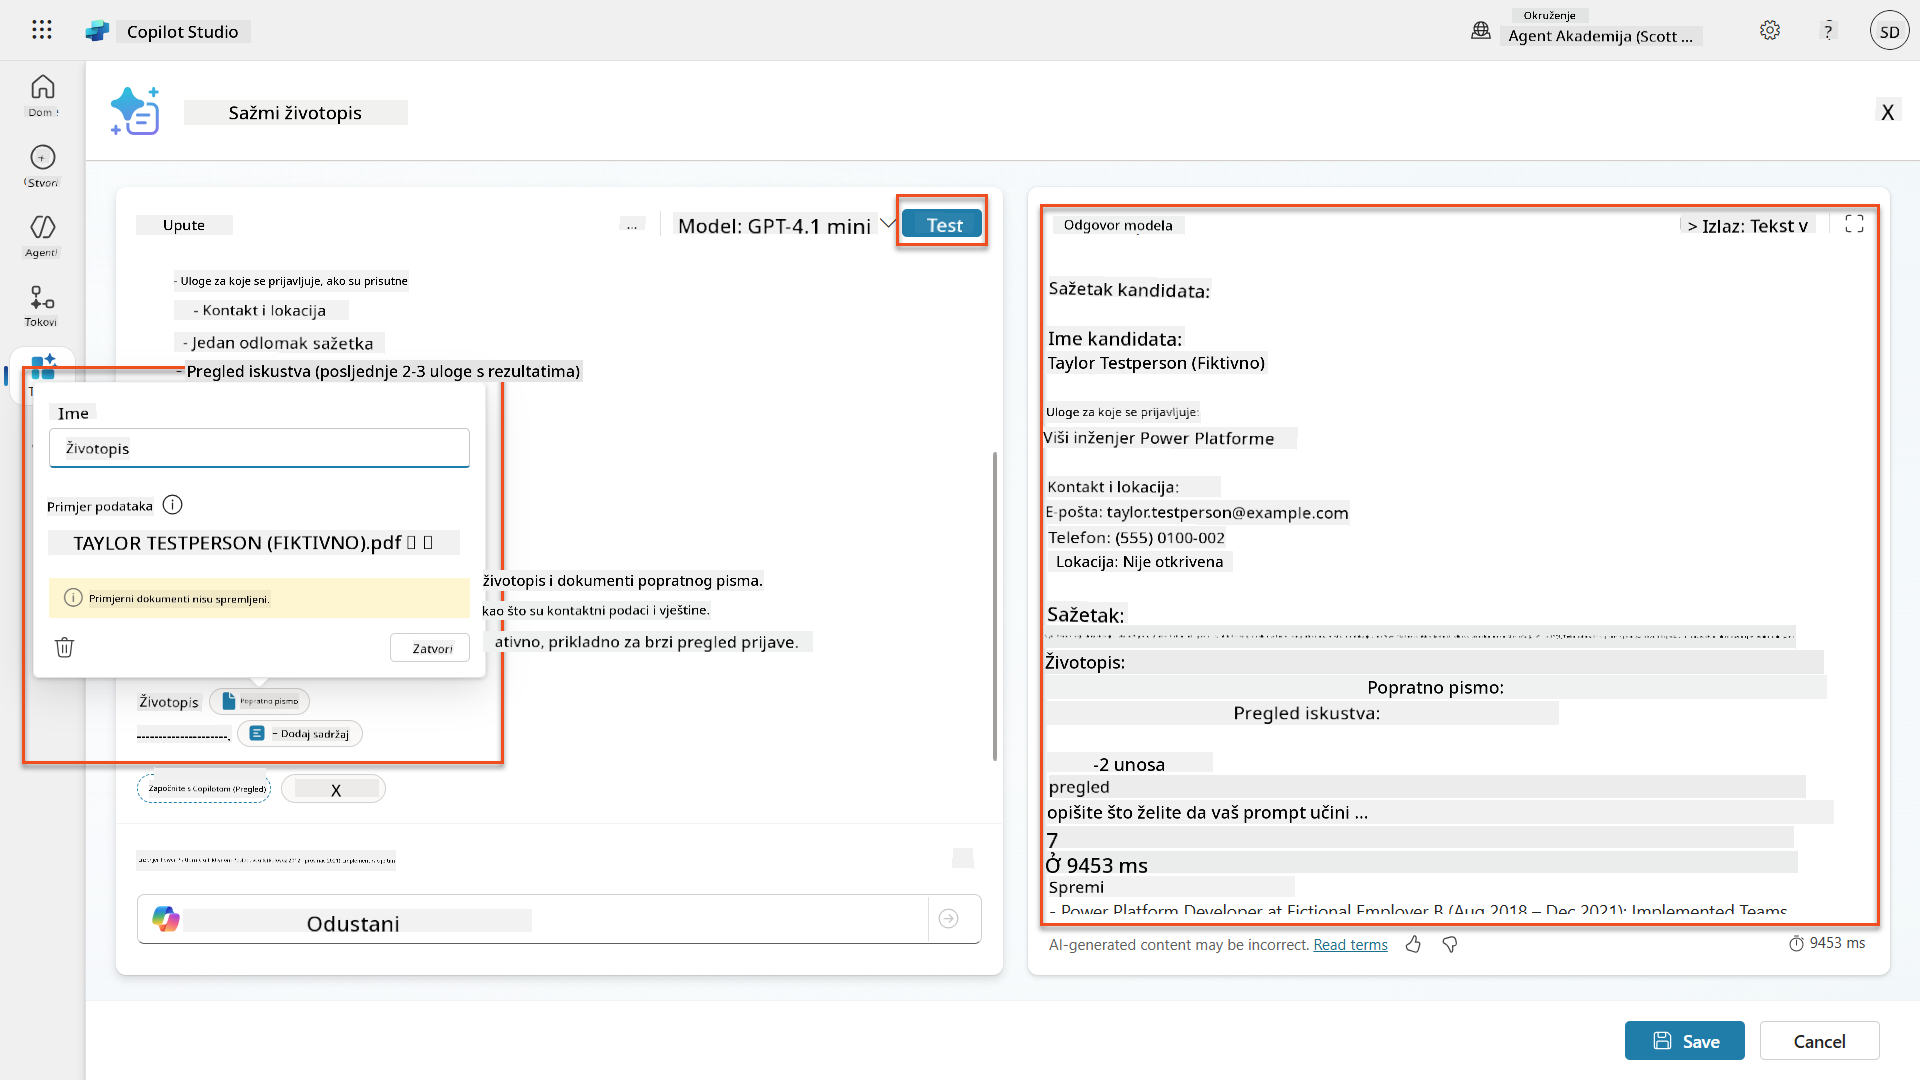 Copilot Studio
Okruženje
Agent Akademija (Scott ...
?
SD
Dom
Stvori
Agenti
Tokovi
Sažmi životopis
X
Upute
...
Model: GPT-4.1 mini
Test
- Uloge za koje se prijavljuje, ako su prisutne
- Kontakt i lokacija
- Jedan odlomak sažetka
- Pregled iskustva (posljednje 2-3 uloge s rezultatima)
Ime
Životopis
Primjer podataka
TAYLOR TESTPERSON (FIKTIVNO).pdf
Primjerni dokumenti nisu spremljeni.
Zatvori
životopis i dokumenti popratnog pisma.
kao što su kontaktni podaci i vještine.
ativno, prikladno za brzi pregled prijave.
Životopis
Popratno pismo
---------------------.
- Dodaj sadržaj
Započnite s Copilotom (Pregled)
X
Odustani
Odgovor modela
> Izlaz: Tekst v
Sažetak kandidata:
Ime kandidata:
Taylor Testperson (Fiktivno)
Uloge za koje se prijavljuje:
Viši inženjer Power Platforme
Kontakt i lokacija:
E-pošta: taylor.testperson@example.com
Telefon: (555) 0100-002
Lokacija: Nije otkrivena
Sažetak:
Životopis:
Popratno pismo:
Pregled iskustva:
-2 unosa
pregled
opišite što želite da vaš prompt učini ...
7
Ở 9453 ms
Spremi
- Power Platform Developer at Fictional Employer B (Aug 2018 – Dec 2021): Implemented Teams
AI-generated content may be incorrect. Read terms
9453 ms
Save
Cancel